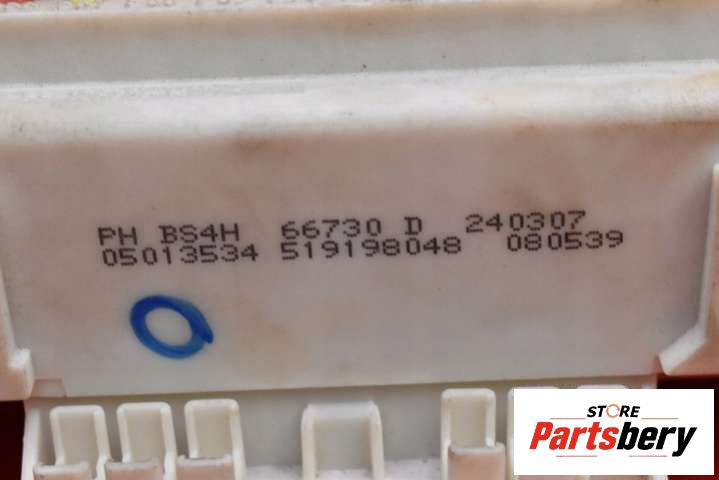 PH BS4H 66730 D 240307
05013534 519198048 080539
STORE
Partsbery